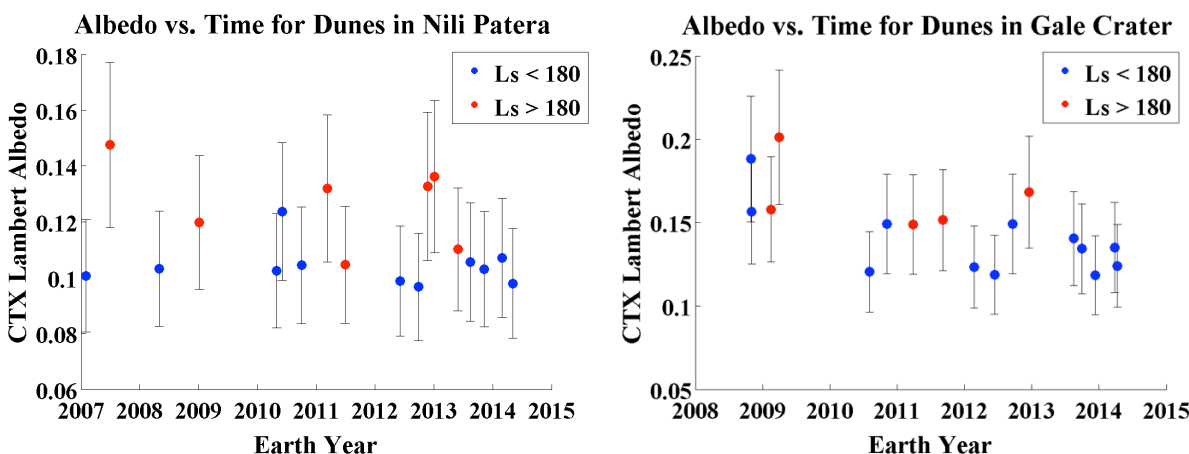 Albedo vs. Time for Dunes in Nili Patera
CTX Lambert Albedo
0.18
0.16
0.14
0.12
0.1
0.08
0.06
Ls < 180
Ls > 180
2007 2008 2009 2010 2011 2012 2013 2014 2015
Earth Year
Albedo vs. Time for Dunes in Gale Crater
CTX Lambert Albedo
0.25
0.2
0.15
0.1
0.05
Ls < 180
Ls > 180
2008 2009 2010 2011 2012 2013 2014 2015
Earth Year